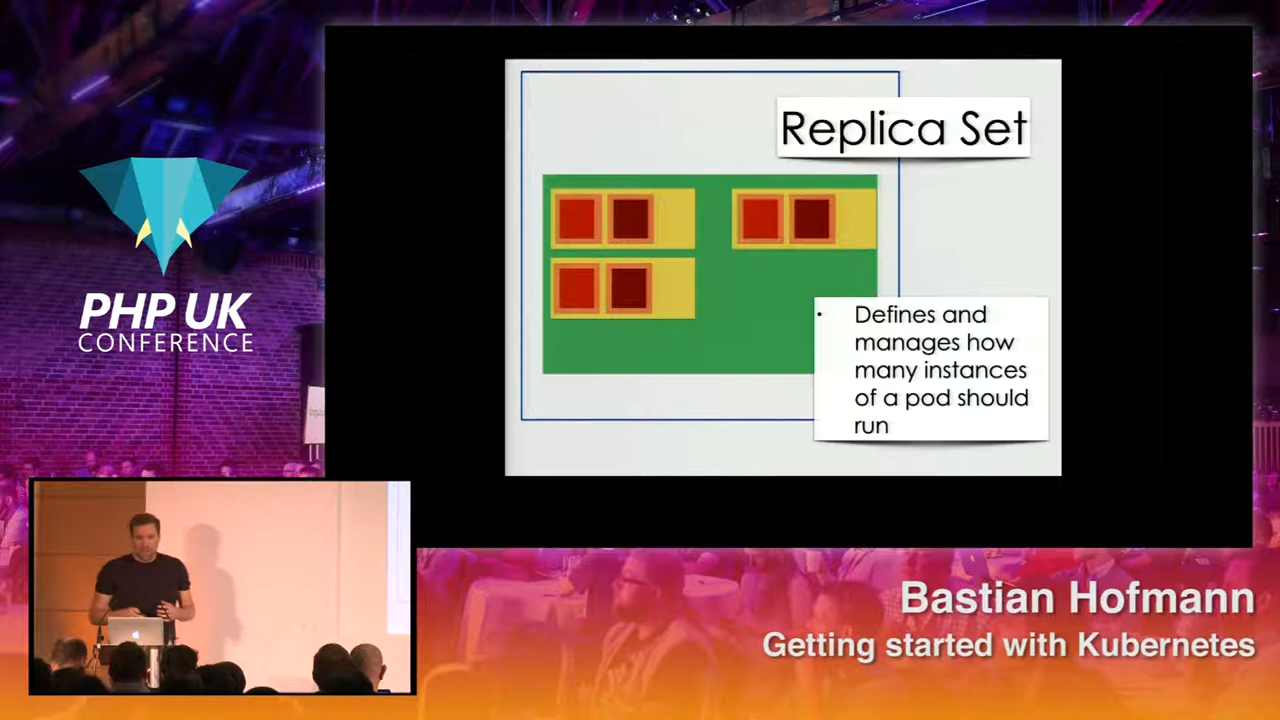 Replica Set
• Defines and
manages how
many instances
of a pod should
run
PHP UK
CONFERENCE
Bastian Hofmann
Getting started with Kubernetes